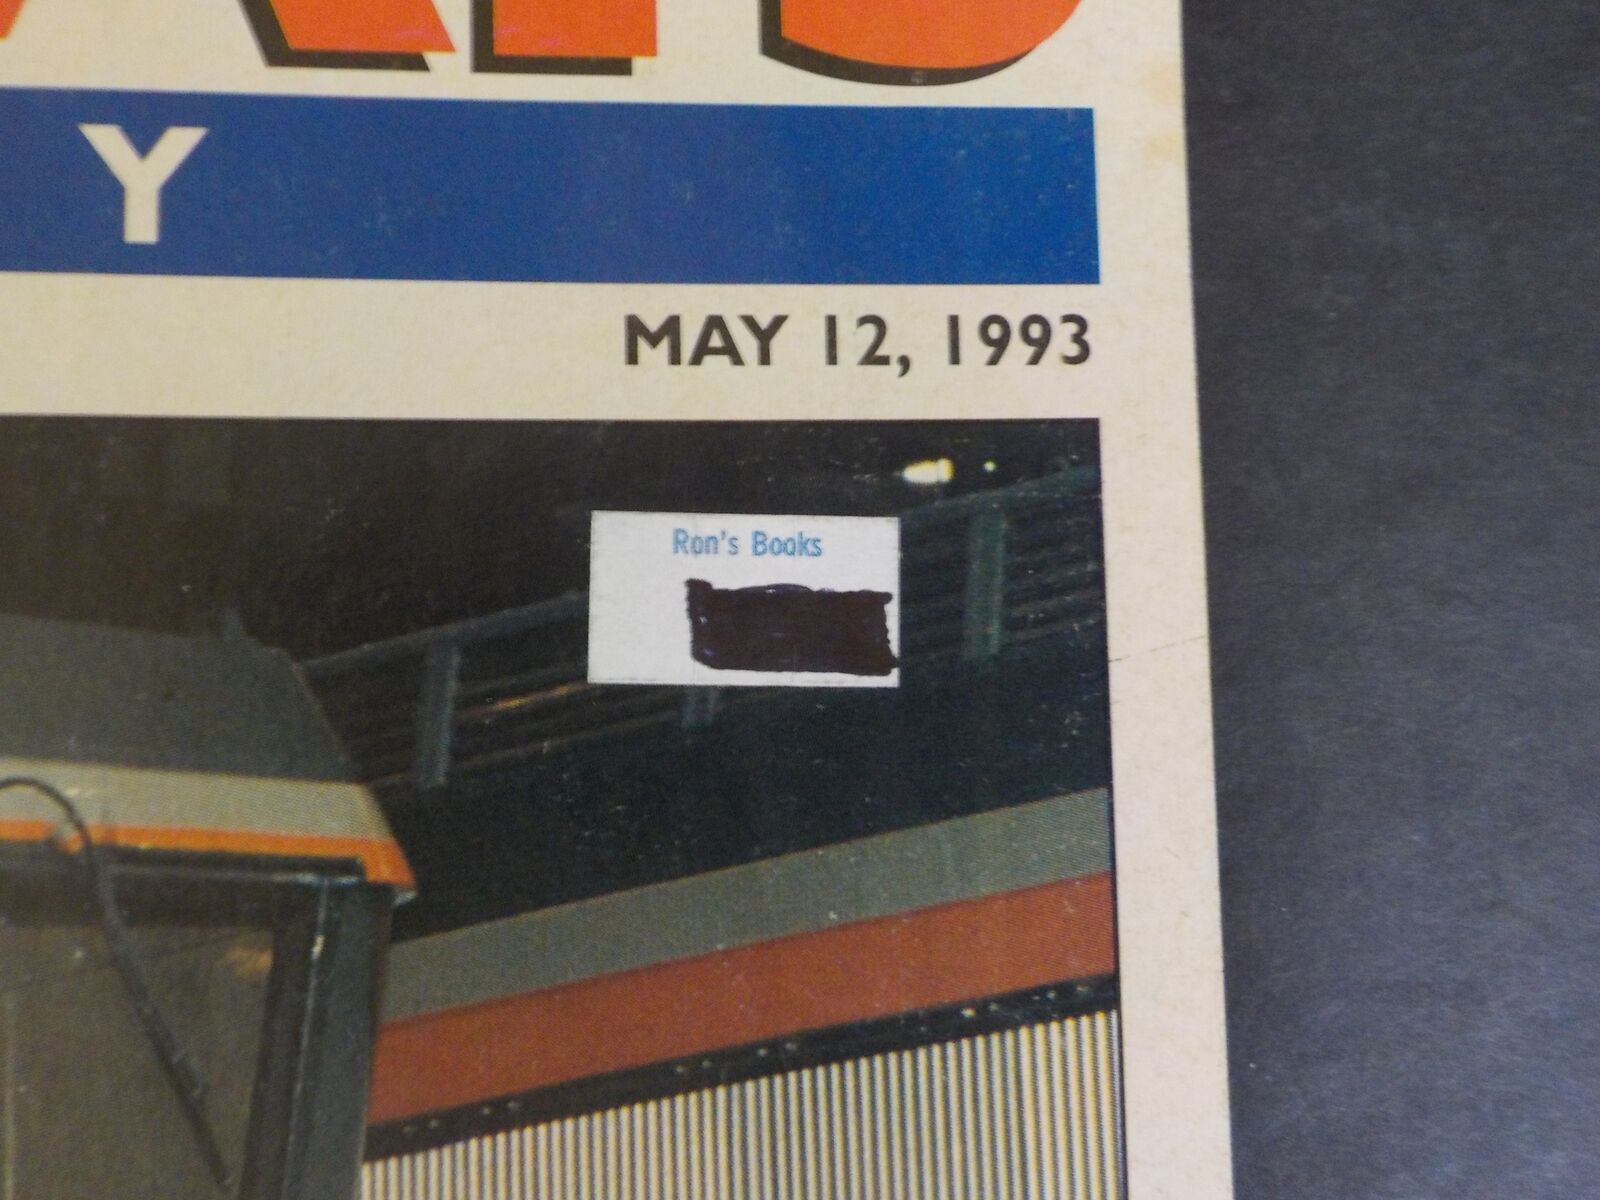 Y
MAY 12, 1993
Ron's Books